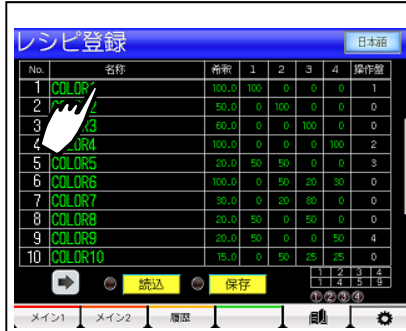 レシピ登録 日本語
No. 名称 希釈 1 2 3 4 操作盤
1 COLOR1 100.0 100 0 0 0 1
2 50.0 0 100 0 0 0
3 60.0 0 0 100 0 0
4 100.0 0 0 0 100 2
5 COLOR5 20.0 50 50 0 0 3
6 COLOR6 100.0 0 50 20 30 0
7 COLOR7 30.0 0 20 80 0 0
8 COLOR8 20.0 50 0 50 0 0
9 COLOR9 20.0 50 0 0 50 4
10 COLOR10 15.0 0 50 25 25 0
読込 保存
1 2 3 4
1 4 5 9
①②③④
メイン1 メイン2 履歴